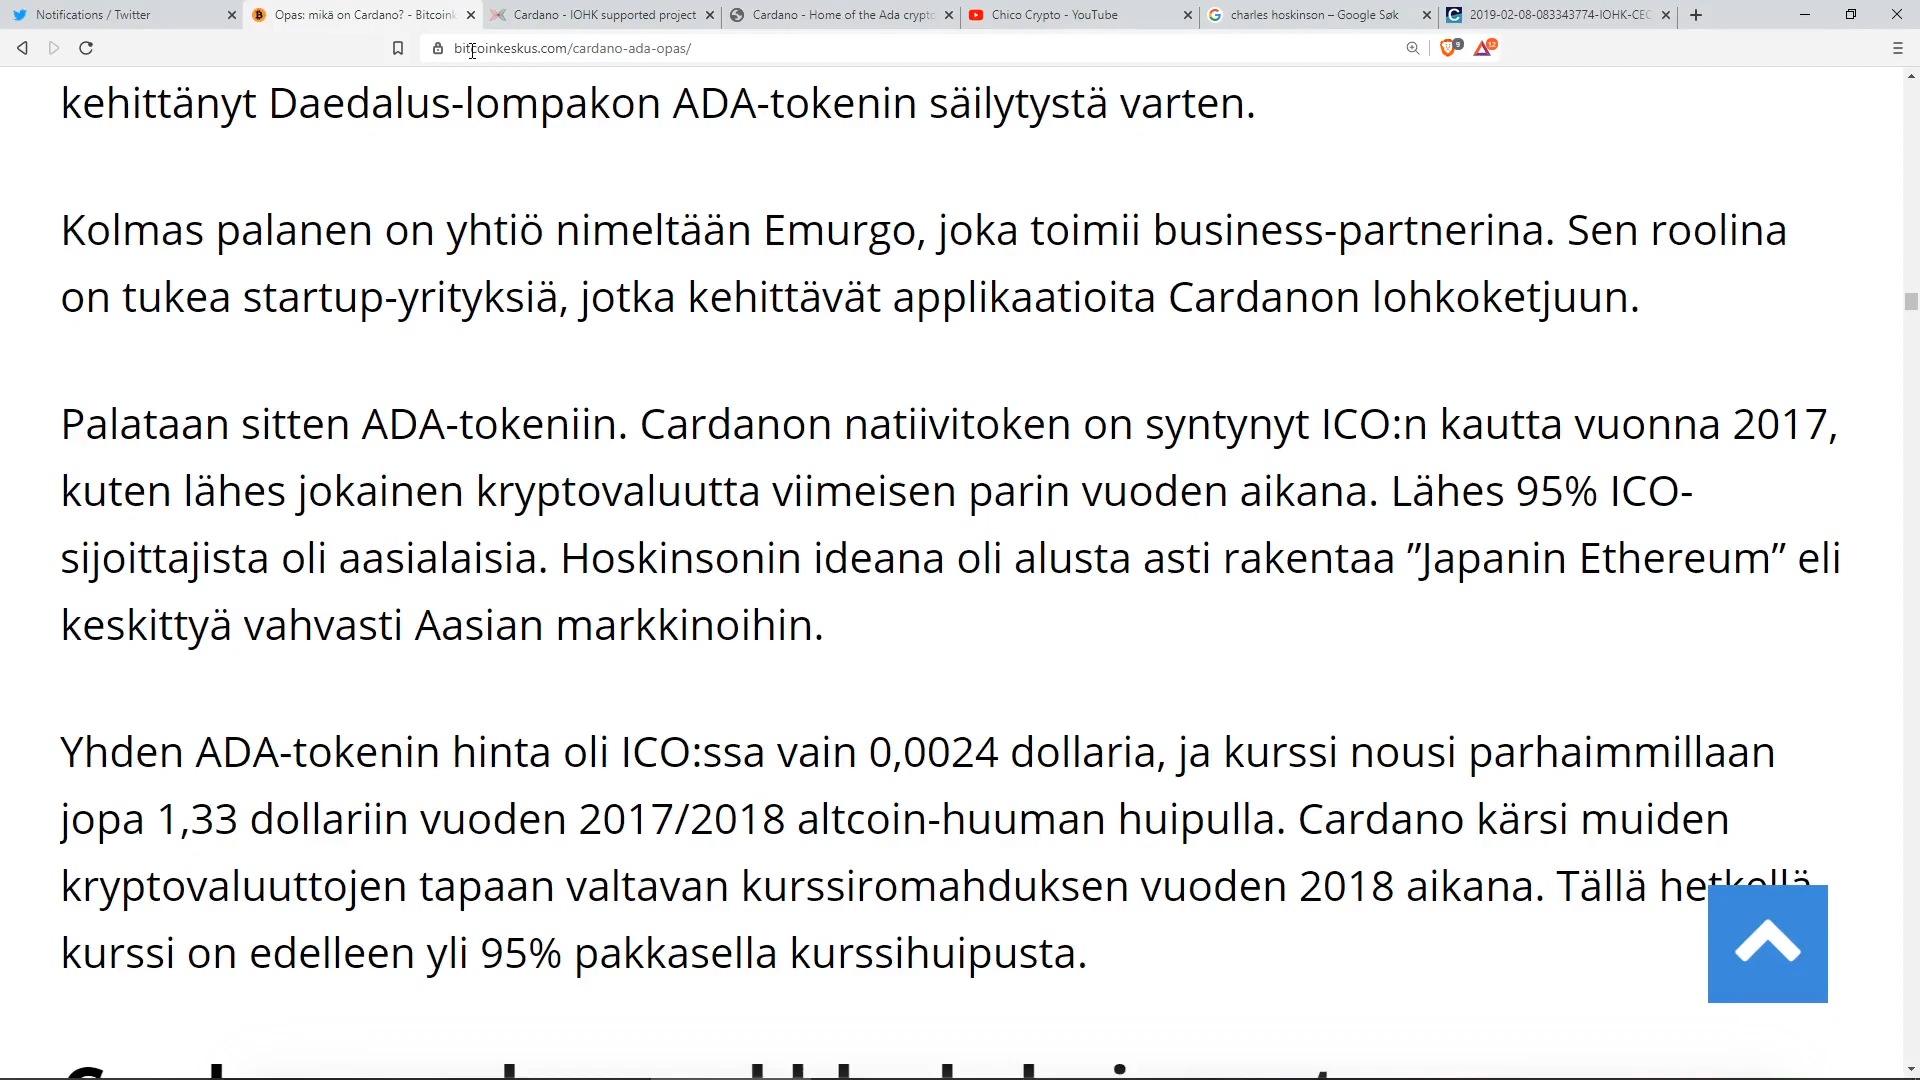 Notifications / Twitter
Opas: mikä on Cardano? - Bitcoink
Cardano - IOHK supported project
Cardano - Home of the Ada crypto
Chico Crypto - YouTube
charles hoskinson – Google Søk
2019-02-08-083343774-IOHK-CEO
bitcoinkeskus.com/cardano-ada-opas/
9
12
kehittänyt Daedalus-lompakon ADA-tokenin säilytystä varten.
Kolmas palanen on yhtiö nimeltään Emurgo, joka toimii business-partnerina. Sen roolina
on tukea startup-yrityksiä, jotka kehittävät applikaatioita Cardanon lohkoketjuun.
Palataan sitten ADA-tokeniin. Cardanon natiivitoken on syntynyt ICO:n kautta vuonna 2017,
kuten lähes jokainen kryptovaluutta viimeisen parin vuoden aikana. Lähes 95% ICO-
sijoittajista oli aasialaisia. Hoskinsonin ideana oli alusta asti rakentaa ”Japanin Ethereum” eli
keskittyä vahvasti Aasian markkinoihin.
Yhden ADA-tokenin hinta oli ICO:ssa vain 0,0024 dollaria, ja kurssi nousi parhaimmillaan
jopa 1,33 dollariin vuoden 2017/2018 altcoin-huuman huipulla. Cardano kärsi muiden
kryptovaluuttojen tapaan valtavan kurssiromahduksen vuoden 2018 aikana. Tällä hetkellä
kurssi on edelleen yli 95% pakkasella kurssihuipusta.